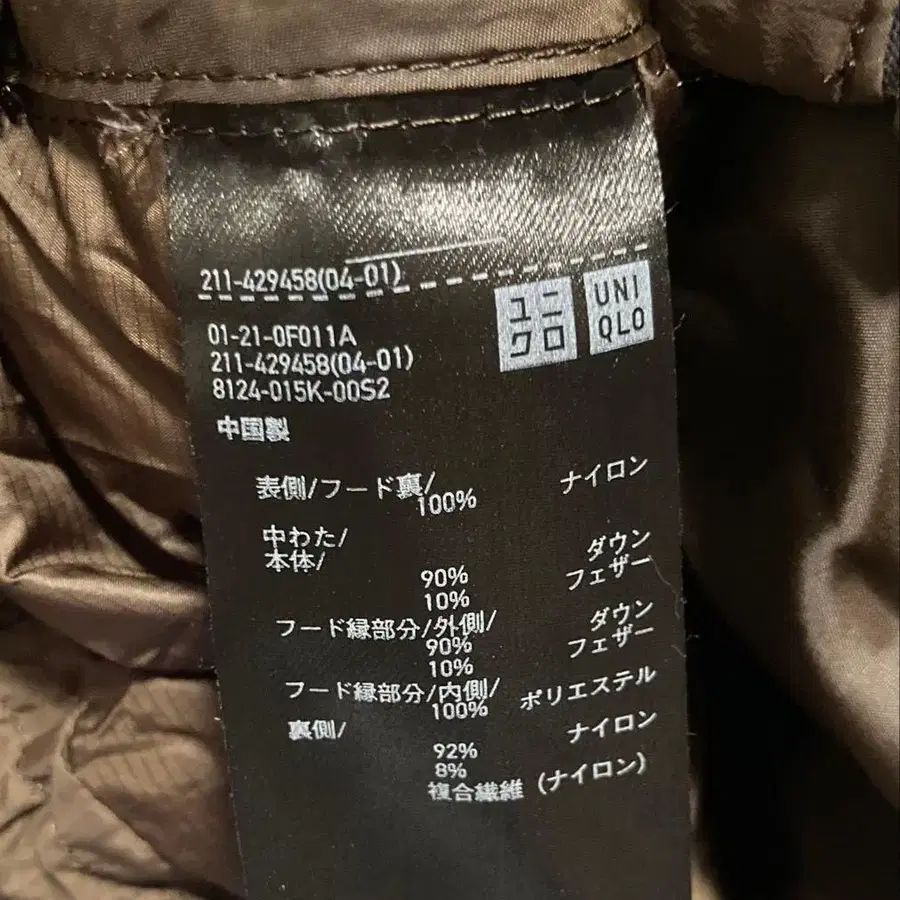 211-429458(04-01)
ユニクロ
UNIQLO
01-21-0F011A
211-429458(04-01)
8124-015K-00S2
中国製
表側/フード裏/ ナイロン
100%
中わた/
本体/ ダウン
90% フェザー
10%
フード縁部分/外側/ ダウン
90% フェザー
10%
フード縁部分/内側/ ポリエステル
100%
裏側/ ナイロン
92%
8%
複合繊維(ナイロン)